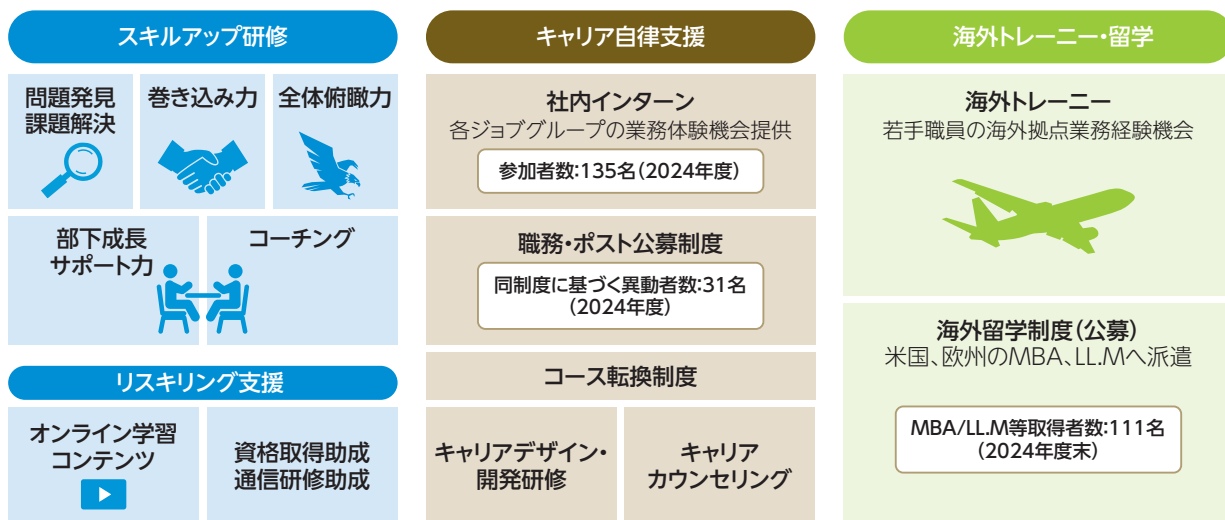 スキルアップ研修
問題発見
課題解決
巻き込み力
全体俯瞰力
部下成長
サポート力
コーチング
リスキリング支援
オンライン学習
コンテンツ
資格取得助成
通信研修助成
キャリア自律支援
社内インターン
各ジョブグループの業務体験機会提供
参加者数:135名(2024年度)
職務・ポスト公募制度
同制度に基づく異動者数:31名
(2024年度)
コース転換制度
キャリアデザイン・
開発研修
キャリア
カウンセリング
海外トレーニー・留学
海外トレーニー
若手職員の海外拠点業務経験機会
海外留学制度(公募)
米国、欧州のMBA、LL.Mへ派遣
MBA/LL.M等取得者数:111名
(2024年度末)